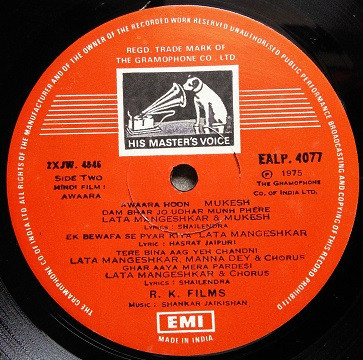 ALL RIGHTS OF THE MANUFACTURER AND OF THE OWNER OF THE RECORDED WORK RESERVED UNAUTHORISED PUBLIC PERFORMANCE BROADCASTING AND COPYING OF THIS RECORD PROHIBITED
THE GRAMOPHONE CO. OF INDIA LTD.
REGD. TRADE MARK OF
THE GRAMOPHONE CO., LTD.
HIS MASTER'S VOICE
2XJW. 4846
SIDE TWO
HINDI FILM:
AWAARA
EALP. 4077
Ⓟ 1975
THE GRAMOPHONE
CO. OF INDIA LTD.
AWAARA HOON MUKESH
DAM BHAR JO UDHAR MUNH PHERE
LATA MANGESHKAR & MUKESH
LYRIC: SHAILENDRA
EK BEWAFA SE PYAR KIYA LATA MANGESHKAR
LYRIC: HASRAT JAIPURI
TERE BINA AAG YEH CHANDNI
LATA MANGESHKAR, MANNA DEY & CHORUS
GHAR AAYA MERA PARDESI
LATA MANGESHKAR & CHORUS
LYRICS: SHAILENDRA
R. K. FILMS
MUSIC: SHANKAR JAIKISHAN
EMI
MADE IN INDIA